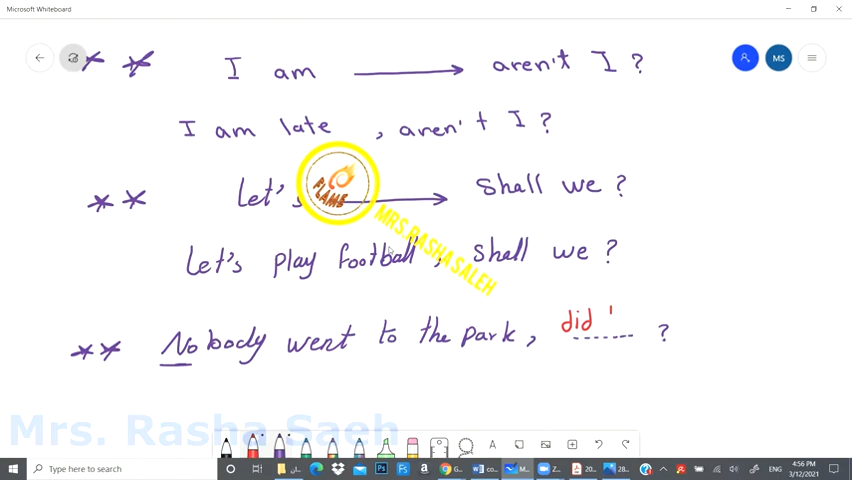 Microsoft Whiteboard
** I am → aren't I ?
MS
I am late , aren't I ?
** Let's → shall we ?
FLAME
MRS.RASHA SALEH
Let's play football, shall we ?
** Nobody went to the park, did ' ?
Mrs. Rasha Saeh
Type here to search
4:56 PM
3/12/2021